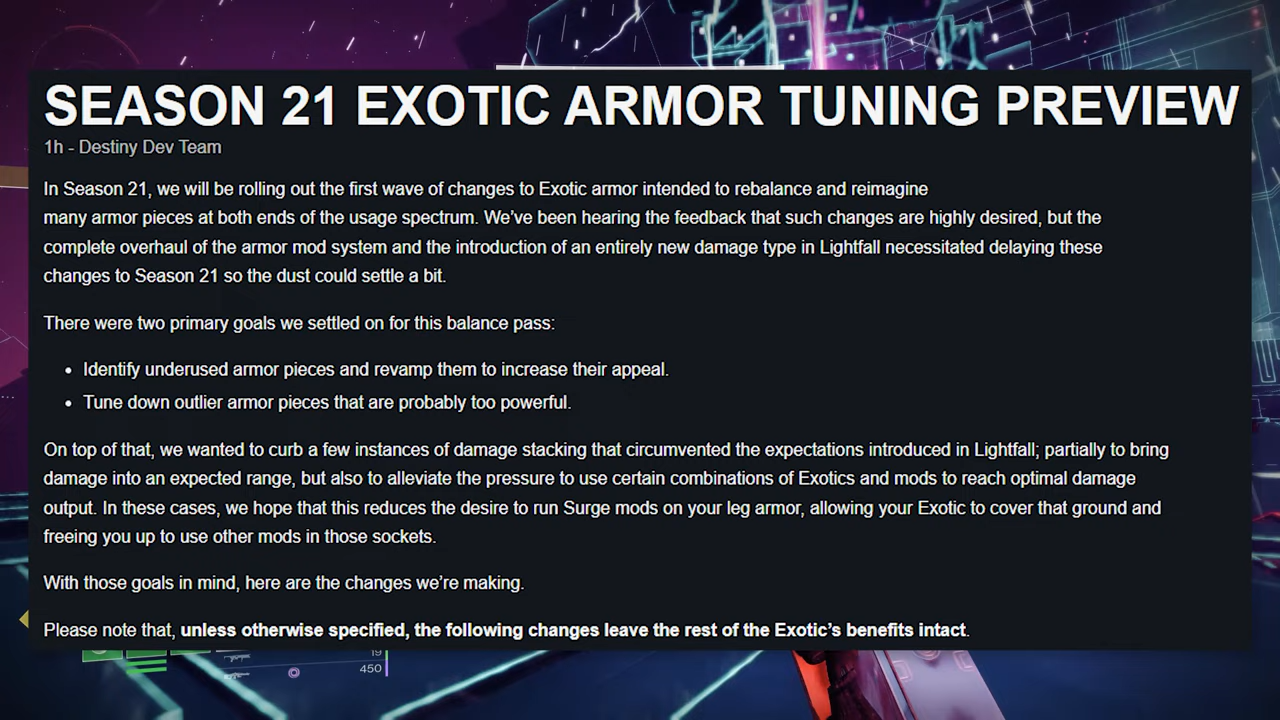 SEASON 21 EXOTIC ARMOR TUNING PREVIEW
1h - Destiny Dev Team
In Season 21, we will be rolling out the first wave of changes to Exotic armor intended to rebalance and reimagine
many armor pieces at both ends of the usage spectrum. We’ve been hearing the feedback that such changes are highly desired, but the
complete overhaul of the armor mod system and the introduction of an entirely new damage type in Lightfall necessitated delaying these
changes to Season 21 so the dust could settle a bit.
There were two primary goals we settled on for this balance pass:
• Identify underused armor pieces and revamp them to increase their appeal.
• Tune down outlier armor pieces that are probably too powerful.
On top of that, we wanted to curb a few instances of damage stacking that circumvented the expectations introduced in Lightfall; partially to bring
damage into an expected range, but also to alleviate the pressure to use certain combinations of Exotics and mods to reach optimal damage
output. In these cases, we hope that this reduces the desire to run Surge mods on your leg armor, allowing your Exotic to cover that ground and
freeing you up to use other mods in those sockets.
With those goals in mind, here are the changes we’re making.
Please note that, unless otherwise specified, the following changes leave the rest of the Exotic’s benefits intact.
19
450